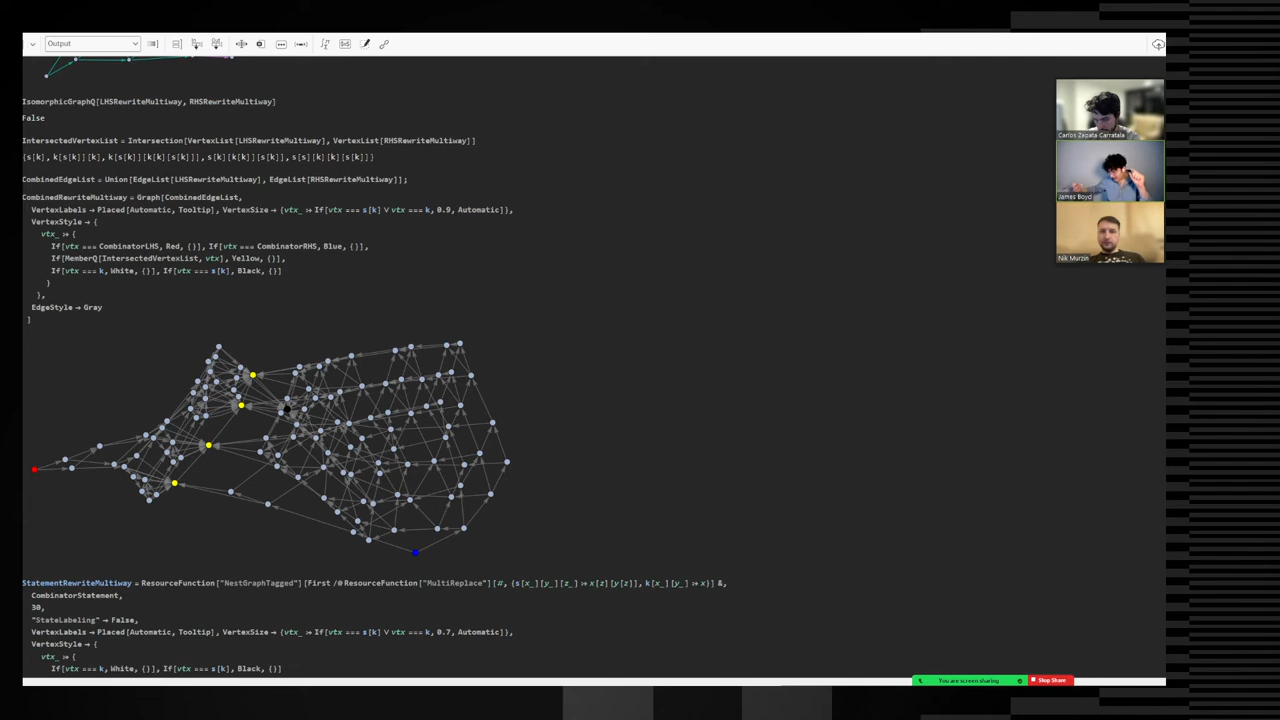 Output
IsomorphicGraphQ[LHSRewriteMultiway, RHSRewriteMultiway]
False
IntersectedVertexList = Intersection[VertexList[LHSRewriteMultiway], VertexList[RHSRewriteMultiway]]
{s[k], k[s[k]][k], k[s[k]][k[k][s[k]]], s[k][k[k]][s[k]], s[s][k][k][s[k]]}
CombinedEdgeList = Union[EdgeList[LHSRewriteMultiway], EdgeList[RHSRewriteMultiway]];
CombinedRewriteMultiway = Graph[CombinedEdgeList,
VertexLabels → Placed[Automatic, Tooltip], VertexSize → {vtx_ ⧴ If[vtx === s[k] ∨ vtx === k, 0.9, Automatic]},
VertexStyle → {
vtx_ ⧴ {
If[vtx === CombinatorLHS, Red, {}], If[vtx === CombinatorRHS, Blue, {}],
If[MemberQ[IntersectedVertexList, vtx], Yellow, {}],
If[vtx === k, White, {}], If[vtx === s[k], Black, {}]
}
},
EdgeStyle → Gray
]
StatementRewriteMultiway = ResourceFunction["NestGraphTagged"][First /@ ResourceFunction["MultiReplace"][#, {s[x_][y_][z_] ⧴ x[z][y[z]], k[x_][y_] ⧴ x}] &,
CombinatorStatement,
30,
"StateLabeling" → False,
VertexLabels → Placed[Automatic, Tooltip], VertexSize → {vtx_ ⧴ If[vtx === s[k] ∨ vtx === k, 0.7, Automatic]},
VertexStyle → {
vtx_ ⧴ {
If[vtx === k, White, {}], If[vtx === s[k], Black, {}]
Carlos Zapata Carratala
James Boyd
Nik Murzin
You are screen sharing
Stop Share